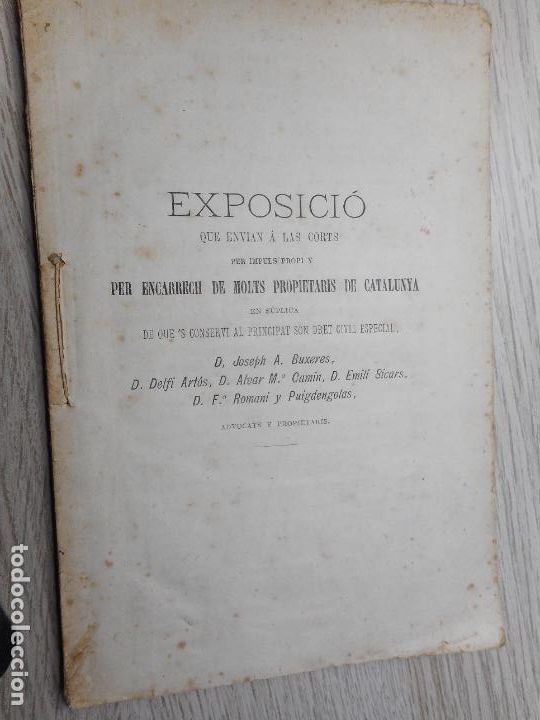 EXPOSICIÓ
QUE ENVIAN Á LAS CORTS
PER IMPULS PROPI Y
PER ENCARRECH DE MOLTS PROPIETARIS DE CATALUNYA
EN SÚPLICA
DE QUE 'S CONSERVI AL PRINCIPAT SON DRET CIVIL ESPECIAL,
D. Joseph A. Buxeres,
D. Delfí Artós, D. Alvar M.ª Camin, D. Emili Sicars,
D. F.º Romaní y Puigdengolas,
ADVOCATS Y PROPIETARIS.
todocoleccion